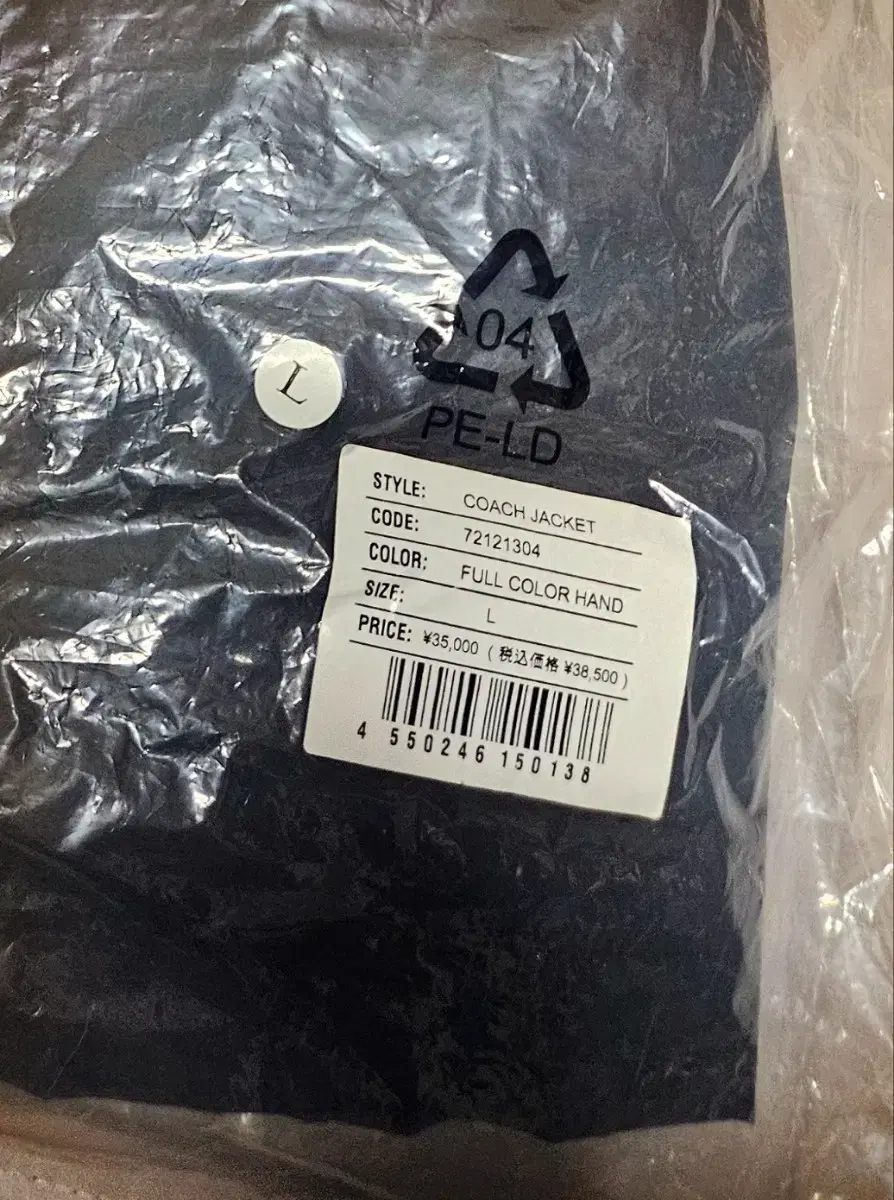 04
PE-LD
L
STYLE: COACH JACKET
CODE: 72121304
COLOR: FULL COLOR HAND
SIZE: L
PRICE: ¥35,000 ( 税込価格 ¥38,500 )
4 550246 150138